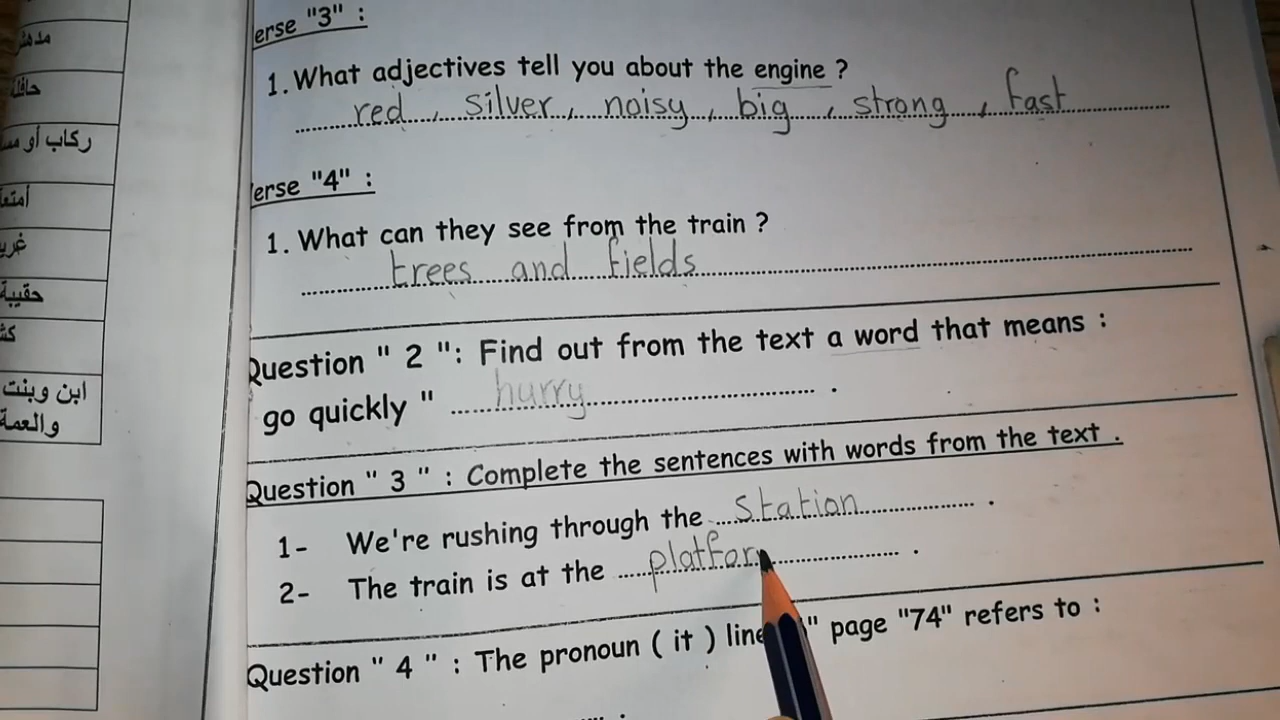 erse "3" :
1. What adjectives tell you about the engine ?
red , silver , noisy , big , strong , fast
erse "4" :
1. What can they see from the train ?
trees and fields
Question " 2 ": Find out from the text a word that means :
go quickly " hurry .
Question " 3 " : Complete the sentences with words from the text .
1- We're rushing through the station .
2- The train is at the platfor .
Question " 4 " : The pronoun ( it ) line " page "74" refers to :
حافلة
ركاب أو
حقيبة
ابن وبنت
والعمة